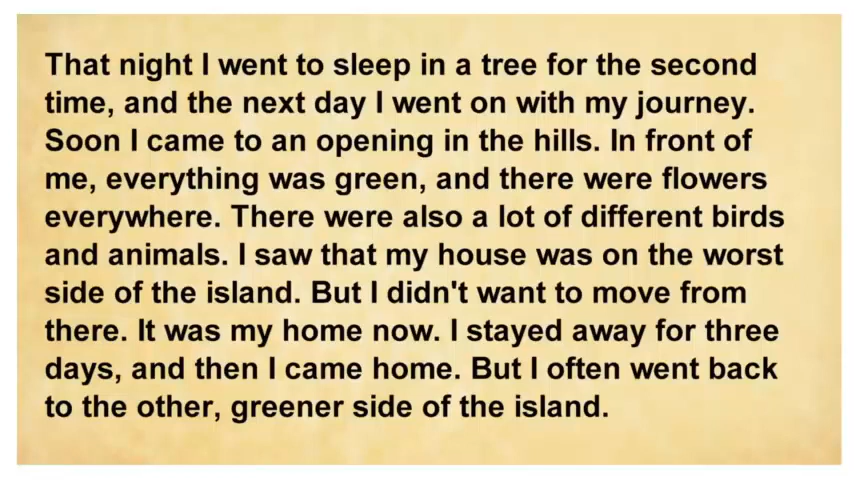 That night I went to sleep in a tree for the second
time, and the next day I went on with my journey.
Soon I came to an opening in the hills. In front of
me, everything was green, and there were flowers
everywhere. There were also a lot of different birds
and animals. I saw that my house was on the worst
side of the island. But I didn't want to move from
there. It was my home now. I stayed away for three
days, and then I came home. But I often went back
to the other, greener side of the island.